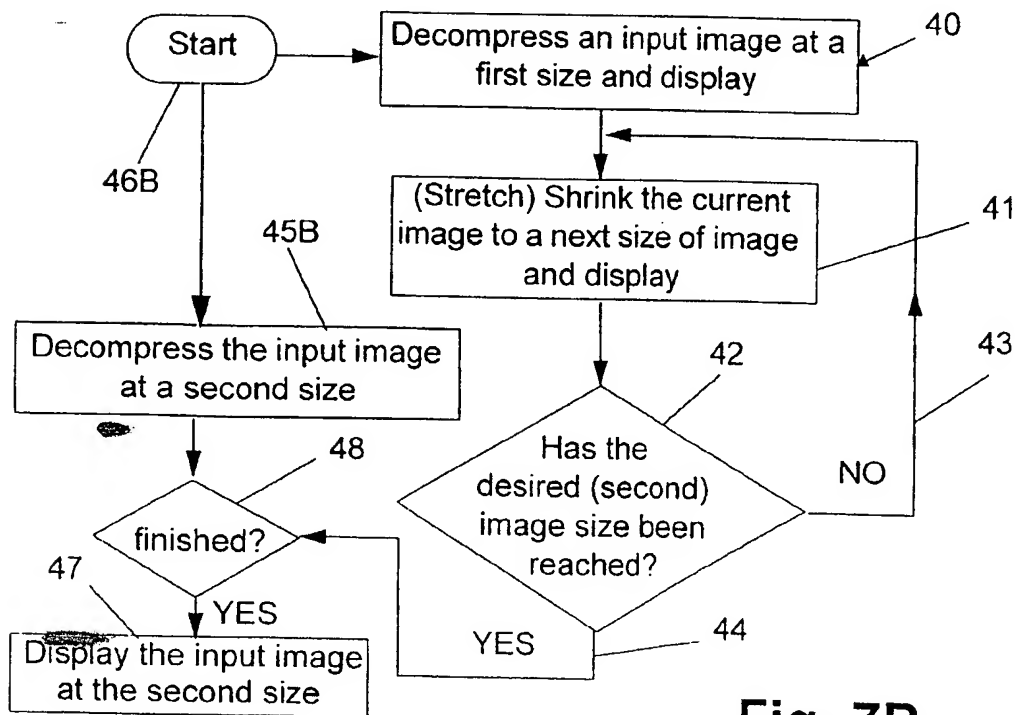 Start
Decompress an input image at a
first size and display
40
46B
(Stretch) Shrink the current
image to a next size of image
and display
41
45B
Decompress the input image
at a second size
42
43
48
Has the
desired (second)
image size been
reached?
NO
finished?
47
YES
YES
44
Display the input image
at the second size
Fig. 7B